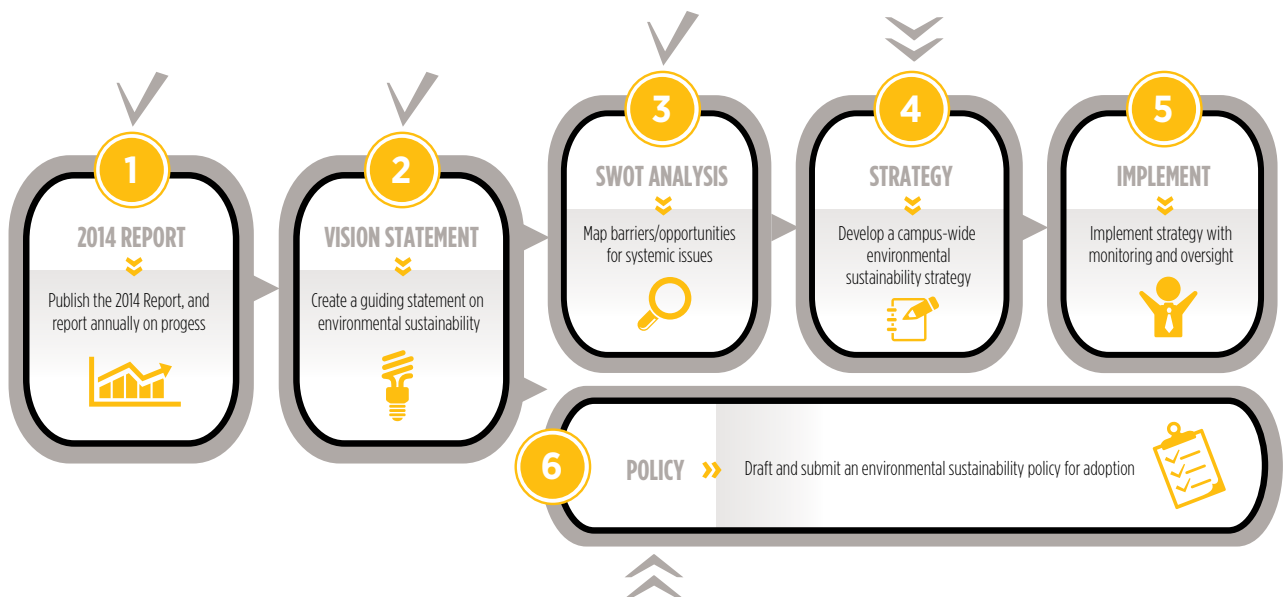 1
2014 REPORT
Publish the 2014 Report, and
report annually on progess
2
VISION STATEMENT
Create a guiding statement on
environmental sustainability
3
SWOT ANALYSIS
Map barriers/opportunities
for systemic issues
4
STRATEGY
Develop a campus-wide
environmental
sustainability strategy
5
IMPLEMENT
Implement strategy with
monitoring and oversight
6
POLICY
Draft and submit an environmental sustainability policy for adoption